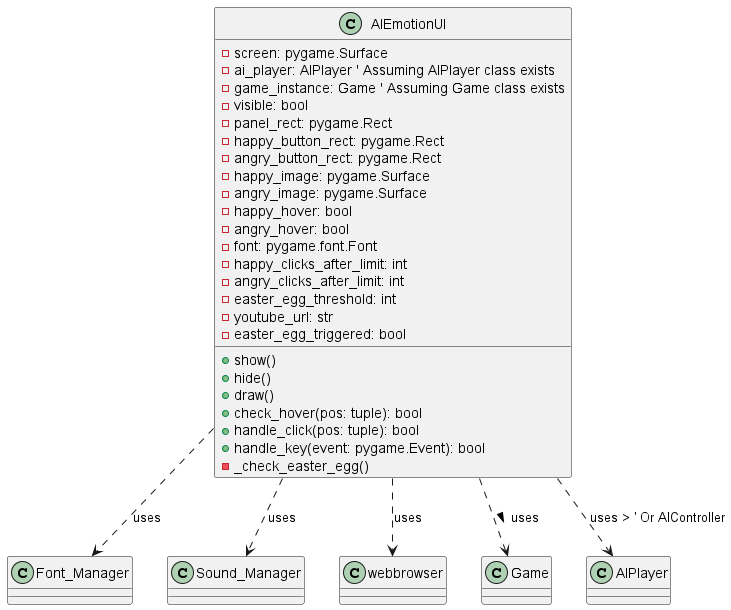 C AIEmotionUI
screen: pygame.Surface
ai_player: AIPlayer ' Assuming AIPlayer class exists
game_instance: Game ' Assuming Game class exists
visible: bool
panel_rect: pygame.Rect
happy_button_rect: pygame.Rect
angry_button_rect: pygame.Rect
happy_image: pygame.Surface
angry_image: pygame.Surface
happy_hover: bool
angry_hover: bool
font: pygame.font.Font
happy_clicks_after_limit: int
angry_clicks_after_limit: int
easter_egg_threshold: int
youtube_url: str
easter_egg_triggered: bool
show()
hide()
draw()
check_hover(pos: tuple): bool
handle_click(pos: tuple): bool
handle_key(event: pygame.Event): bool
_check_easter_egg()
uses
uses
uses
uses
uses > ' Or AIController
C Font_Manager
C Sound_Manager
C webbrowser
C Game
C AIPlayer